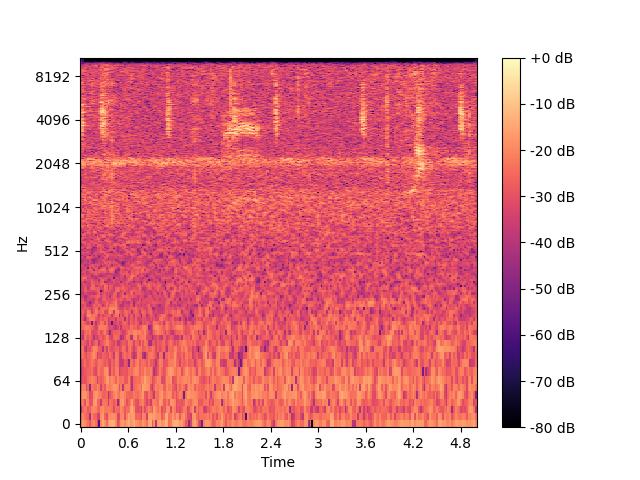 8192
4096
2048
1024
512
256
128
64
0
Hz
0 0.6 1.2 1.8 2.4 3 3.6 4.2 4.8
Time
+0 dB
-10 dB
-20 dB
-30 dB
-40 dB
-50 dB
-60 dB
-70 dB
-80 dB